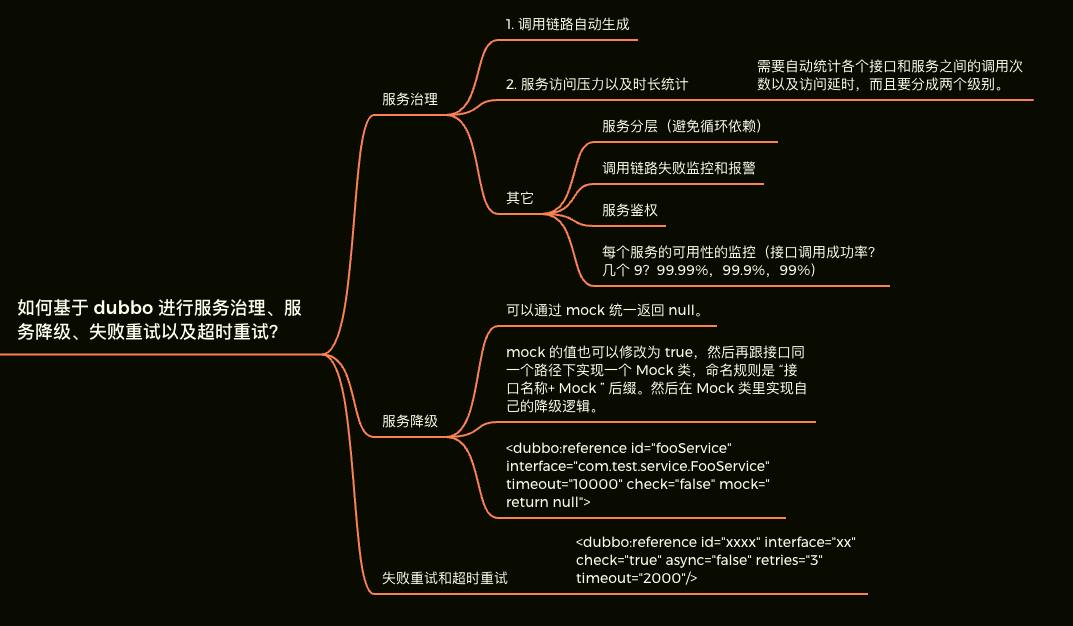 如何基于 dubbo 进行服务治理、服
务降级、失败重试以及超时重试？
服务治理
1. 调用链路自动生成
2. 服务访问压力以及时长统计
需要自动统计各个接口和服务之间的调用次
数以及访问延时，而且要分成两个级别。
其它
服务分层（避免循环依赖）
调用链路失败监控和报警
服务鉴权
每个服务的可用性的监控（接口调用成功率？
几个 9？99.99%，99.9%，99%）
服务降级
可以通过 mock 统一返回 null。
mock 的值也可以修改为 true，然后再跟接口同
一个路径下实现一个 Mock 类，命名规则是 “接
口名称+ Mock ” 后缀。然后在 Mock 类里实现自
己的降级逻辑。
<dubbo:reference id="fooService"
interface="com.test.service.FooService"
timeout="10000" check="false" mock="
return null">
失败重试和超时重试
<dubbo:reference id="xxxx" interface="xx"
check="true" async="false" retries="3"
timeout="2000"/>